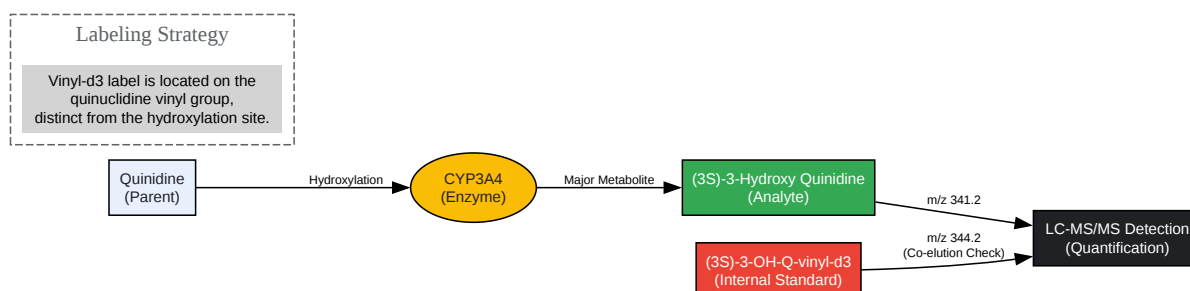 Labeling Strategy
Vinyl-d3 label is located on the
quinuclidine vinyl group,
distinct from the hydroxylation site.
Quinidine
(Parent)
Hydroxylation
CYP3A4
(Enzyme)
Major Metabolite
(3S)-3-Hydroxy Quinidine
(Analyte)
m/z 341.2
(3S)-3-OH-Q-vinyl-d3
(Internal Standard)
m/z 344.2
(Co-elution Check)
LC-MS/MS Detection
(Quantification)